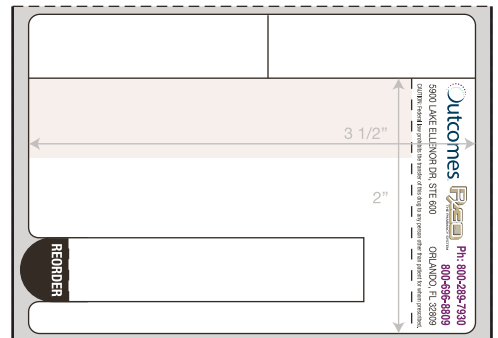 3 1/2”
2”
REORDER
Outcomes
Ph: 800-289-7930
800-696-8809
5900 LAKE ELLENOR DR, STE 600 ORLANDO, FL 32809
CAUTION: Federal law prohibits the transfer of this drug to any person other than patient for whom prescribed.